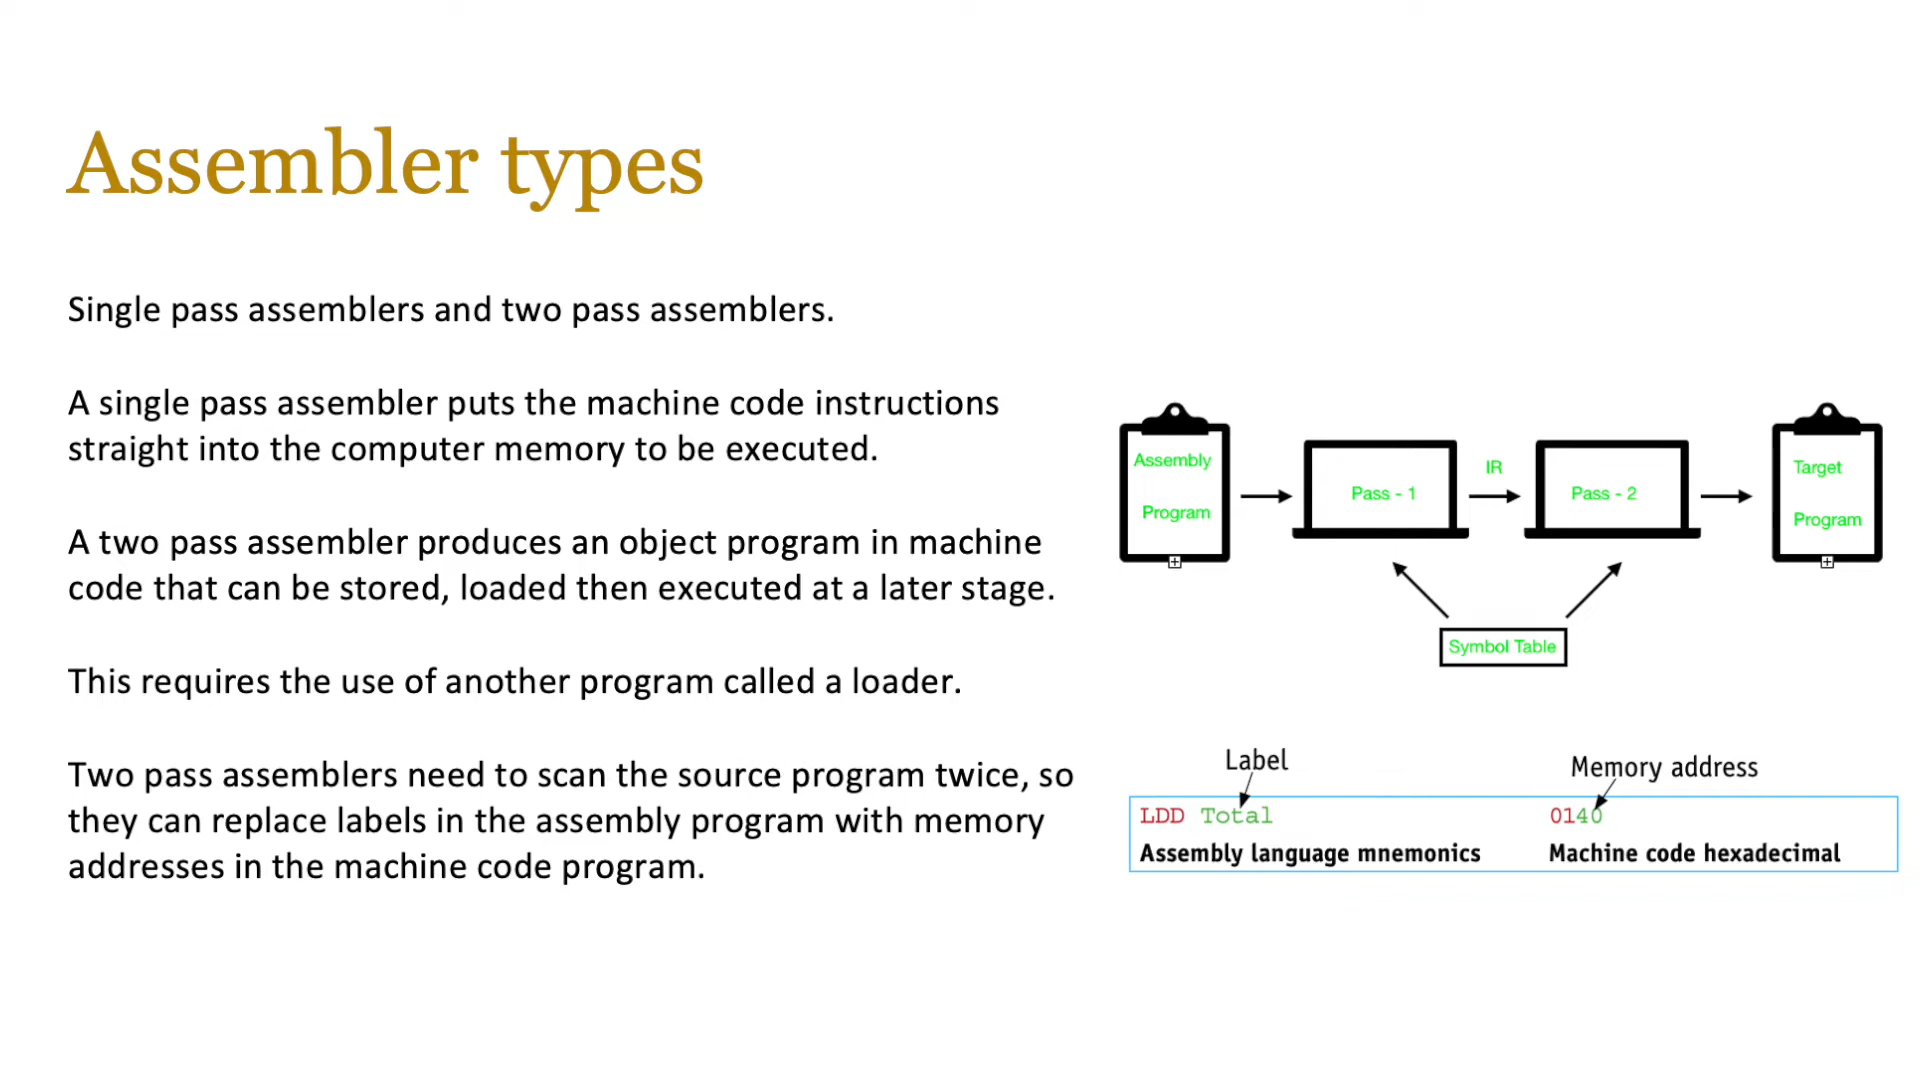 Assembler types
Single pass assemblers and two pass assemblers.
A single pass assembler puts the machine code instructions
straight into the computer memory to be executed.
A two pass assembler produces an object program in machine
code that can be stored, loaded then executed at a later stage.
This requires the use of another program called a loader.
Two pass assemblers need to scan the source program twice, so
they can replace labels in the assembly program with memory
addresses in the machine code program.
Assembly
Program
Pass - 1
IR
Pass - 2
Target
Program
Symbol Table
Label
Memory address
LDD Total
0140
Assembly language mnemonics
Machine code hexadecimal